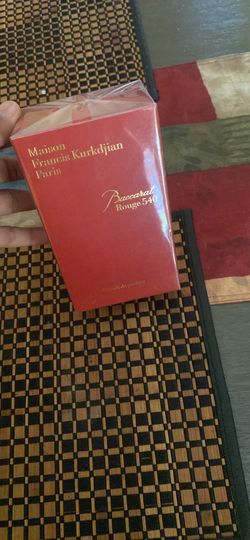 Maison
Francis Kurkdjian
Paris
Baccarat
Rouge 540